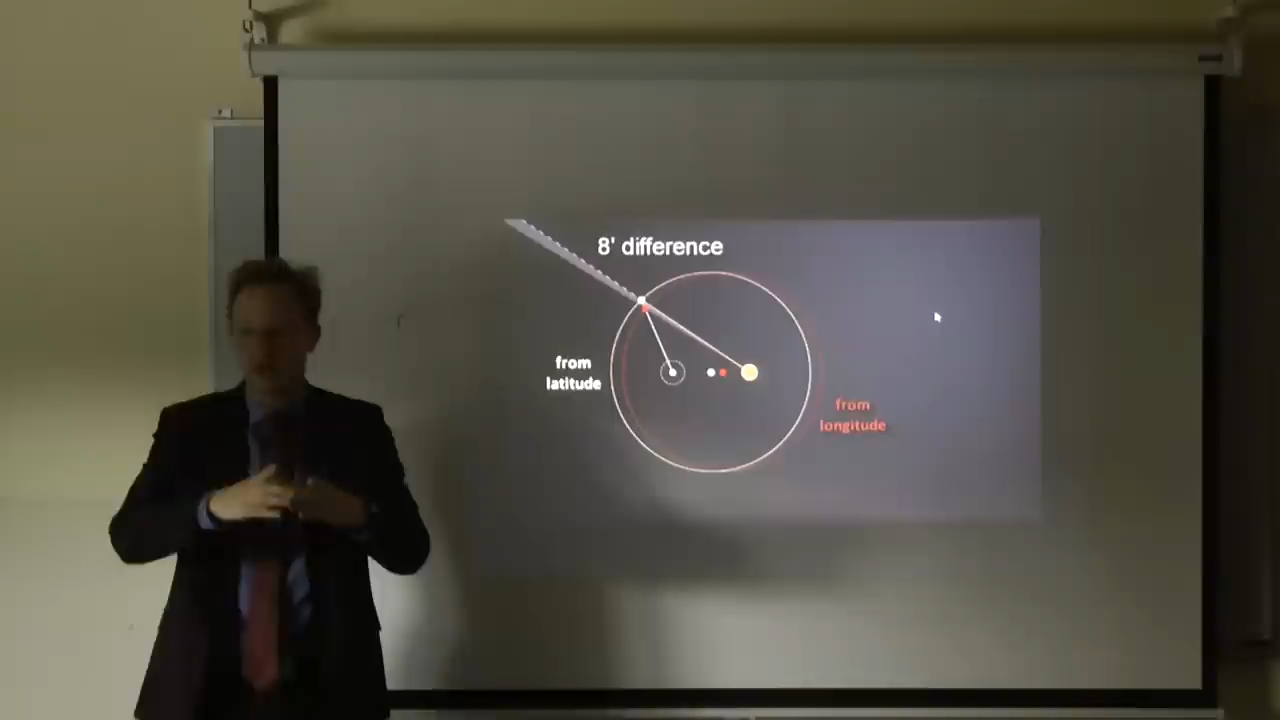 8' difference
from
latitude
from
longitude